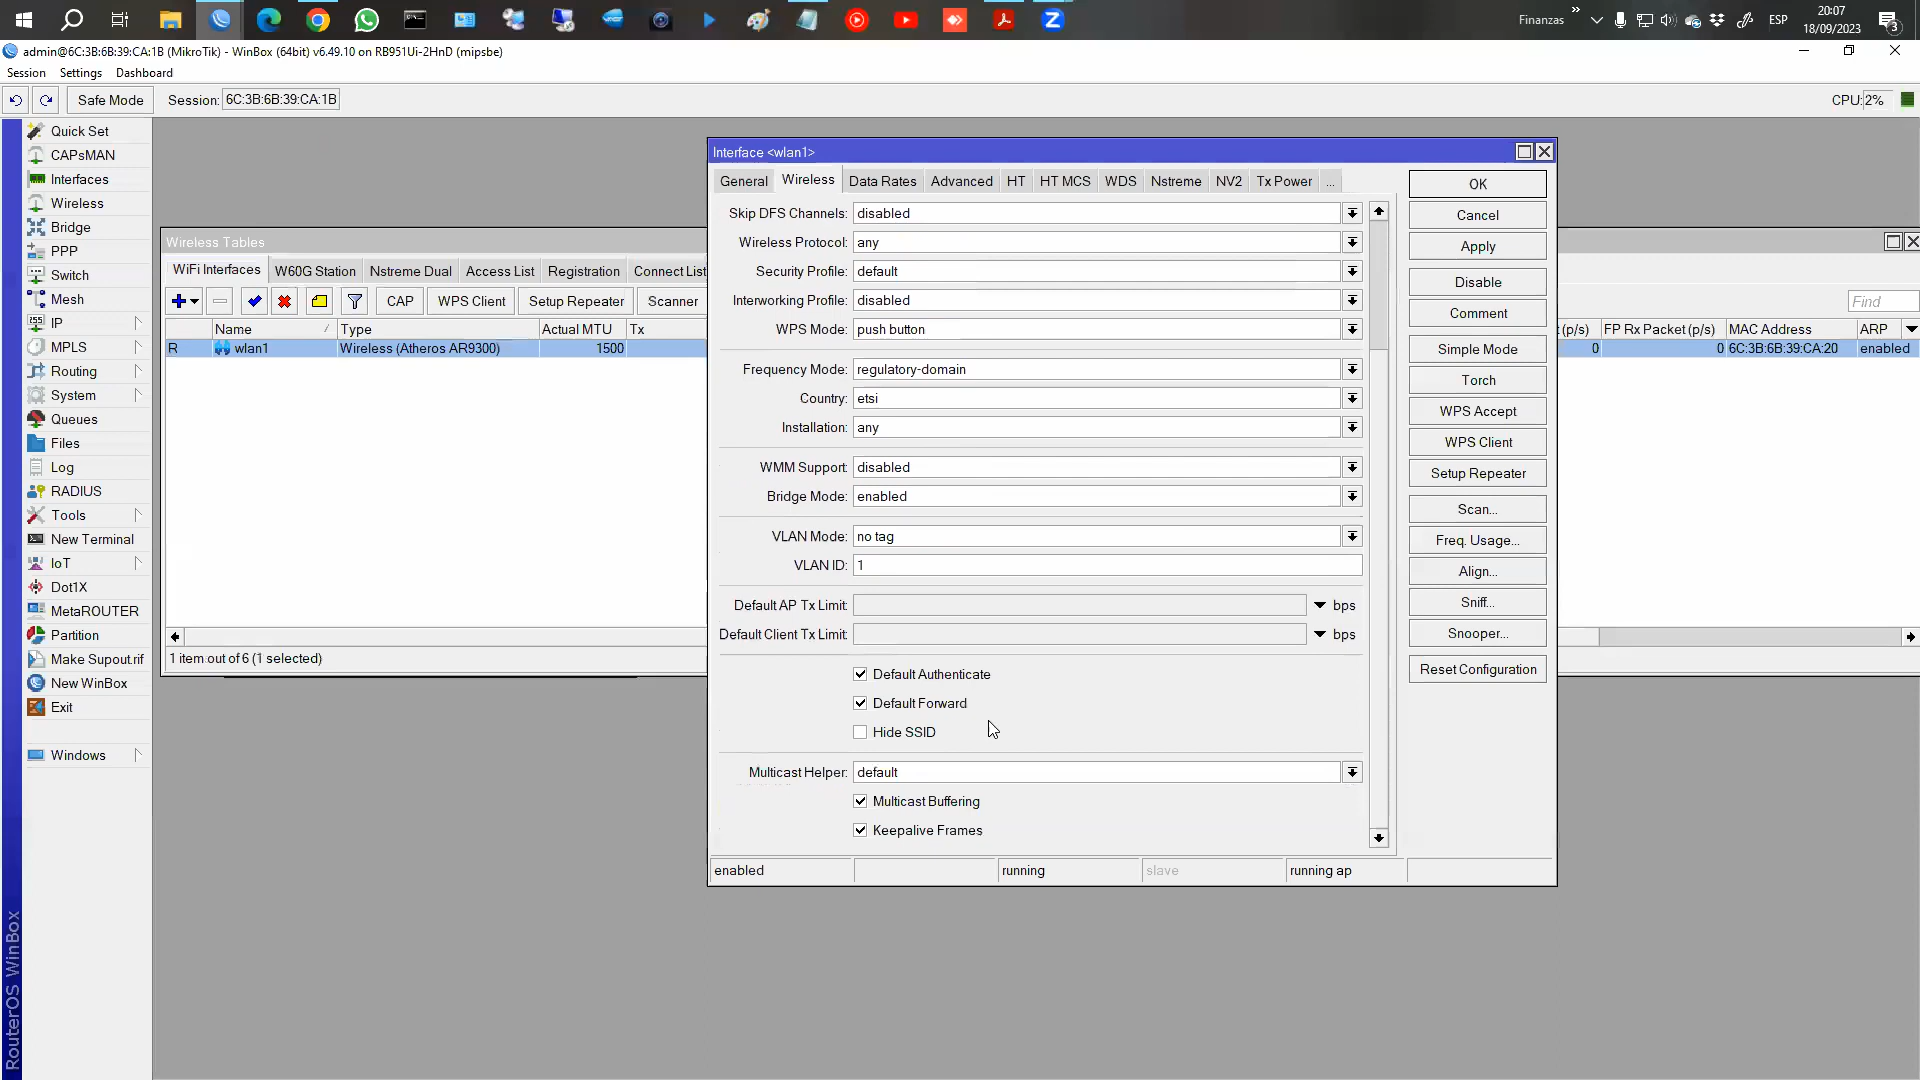 Finanzas
ESP
20:07
18/09/2023
3
admin@6C:3B:6B:39:CA:1B (MikroTik) - WinBox (64bit) v6.49.10 on RB951Ui-2HnD (mipsbe)
Session Settings Dashboard
Safe Mode Session: 6C:3B:6B:39:CA:1B CPU: 2%
Quick Set
CAPsMAN
Interfaces
Wireless
Bridge
PPP
Switch
Mesh
IP
MPLS
Routing
System
Queues
Files
Log
RADIUS
Tools
New Terminal
IoT
Dot1X
MetaROUTER
Partition
Make Supout.rif
New WinBox
Exit
Windows
RouterOS WinBox
Wireless Tables
WiFi Interfaces W60G Station Nstreme Dual Access List Registration Connect List
CAP WPS Client Setup Repeater Scanner Find
Name / Type Actual MTU Tx t (p/s) FP Rx Packet (p/s) MAC Address ARP
R wlan1 Wireless (Atheros AR9300) 1500 0 0 6C:3B:6B:39:CA:20 enabled
1 item out of 6 (1 selected)
Interface <wlan1>
General Wireless Data Rates Advanced HT HT MCS WDS Nstreme NV2 Tx Power ...
Skip DFS Channels: disabled
Wireless Protocol: any
Security Profile: default
Interworking Profile: disabled
WPS Mode: push button
Frequency Mode: regulatory-domain
Country: etsi
Installation: any
WMM Support: disabled
Bridge Mode: enabled
VLAN Mode: no tag
VLAN ID: 1
Default AP Tx Limit: bps
Default Client Tx Limit: bps
Default Authenticate
Default Forward
Hide SSID
Multicast Helper: default
Multicast Buffering
Keepalive Frames
enabled running slave running ap
OK
Cancel
Apply
Disable
Comment
Simple Mode
Torch
WPS Accept
WPS Client
Setup Repeater
Scan...
Freq. Usage...
Align...
Sniff...
Snooper...
Reset Configuration